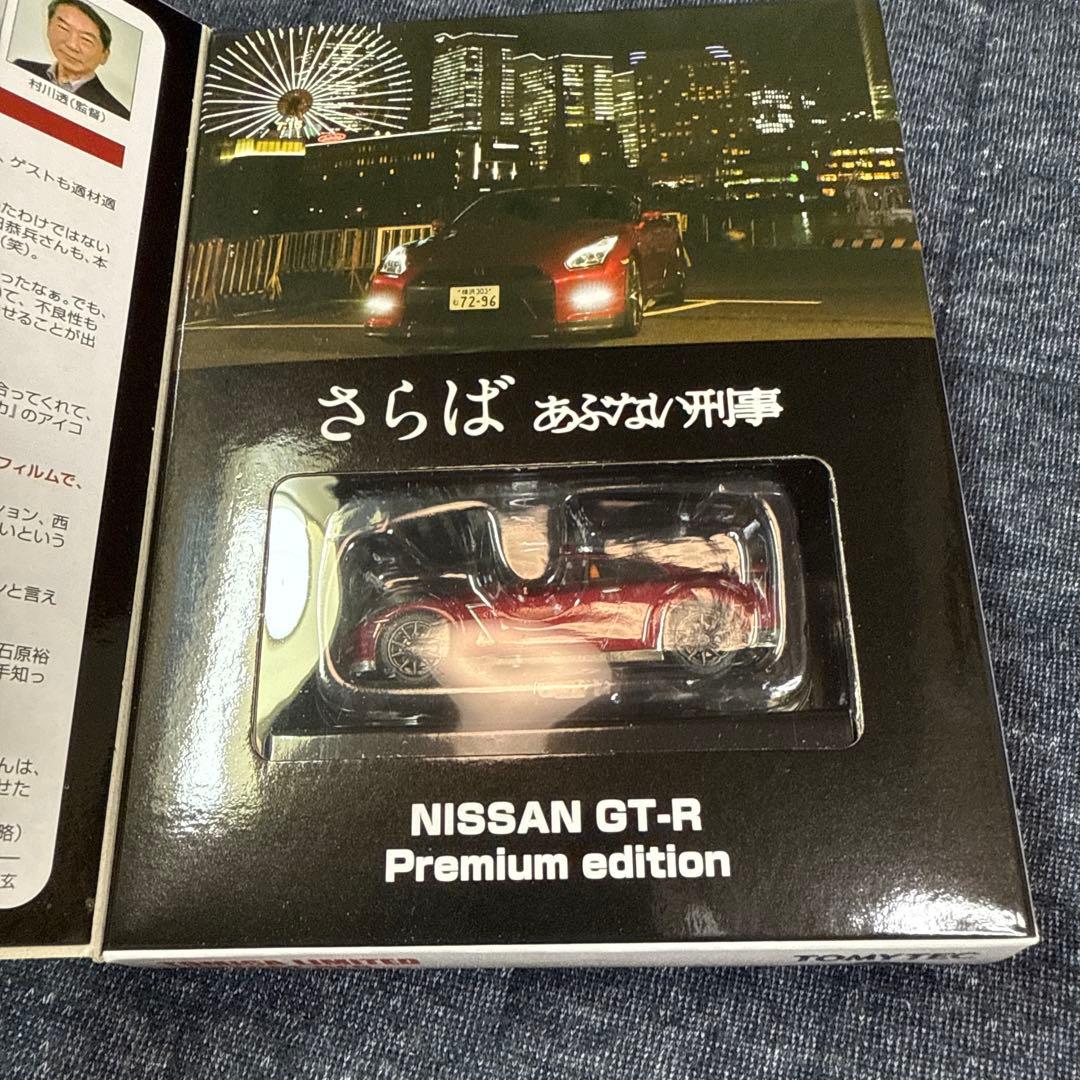 村川透(監督)
、ゲストも適材適
たわけではない
恭兵さんも、本
(笑)。
ったなぁ。でも、
て、不良性も
せることが出
合ってくれて、
カ」のアイコ
フィルムで、
ション、西
いという
ンと言え
石原裕
手知っ
んは、
せた
略)
玄
横浜 303
72-96
さらば あぶない刑事
NISSAN GT-R
Premium edition
LIMITED
TOMYTEC